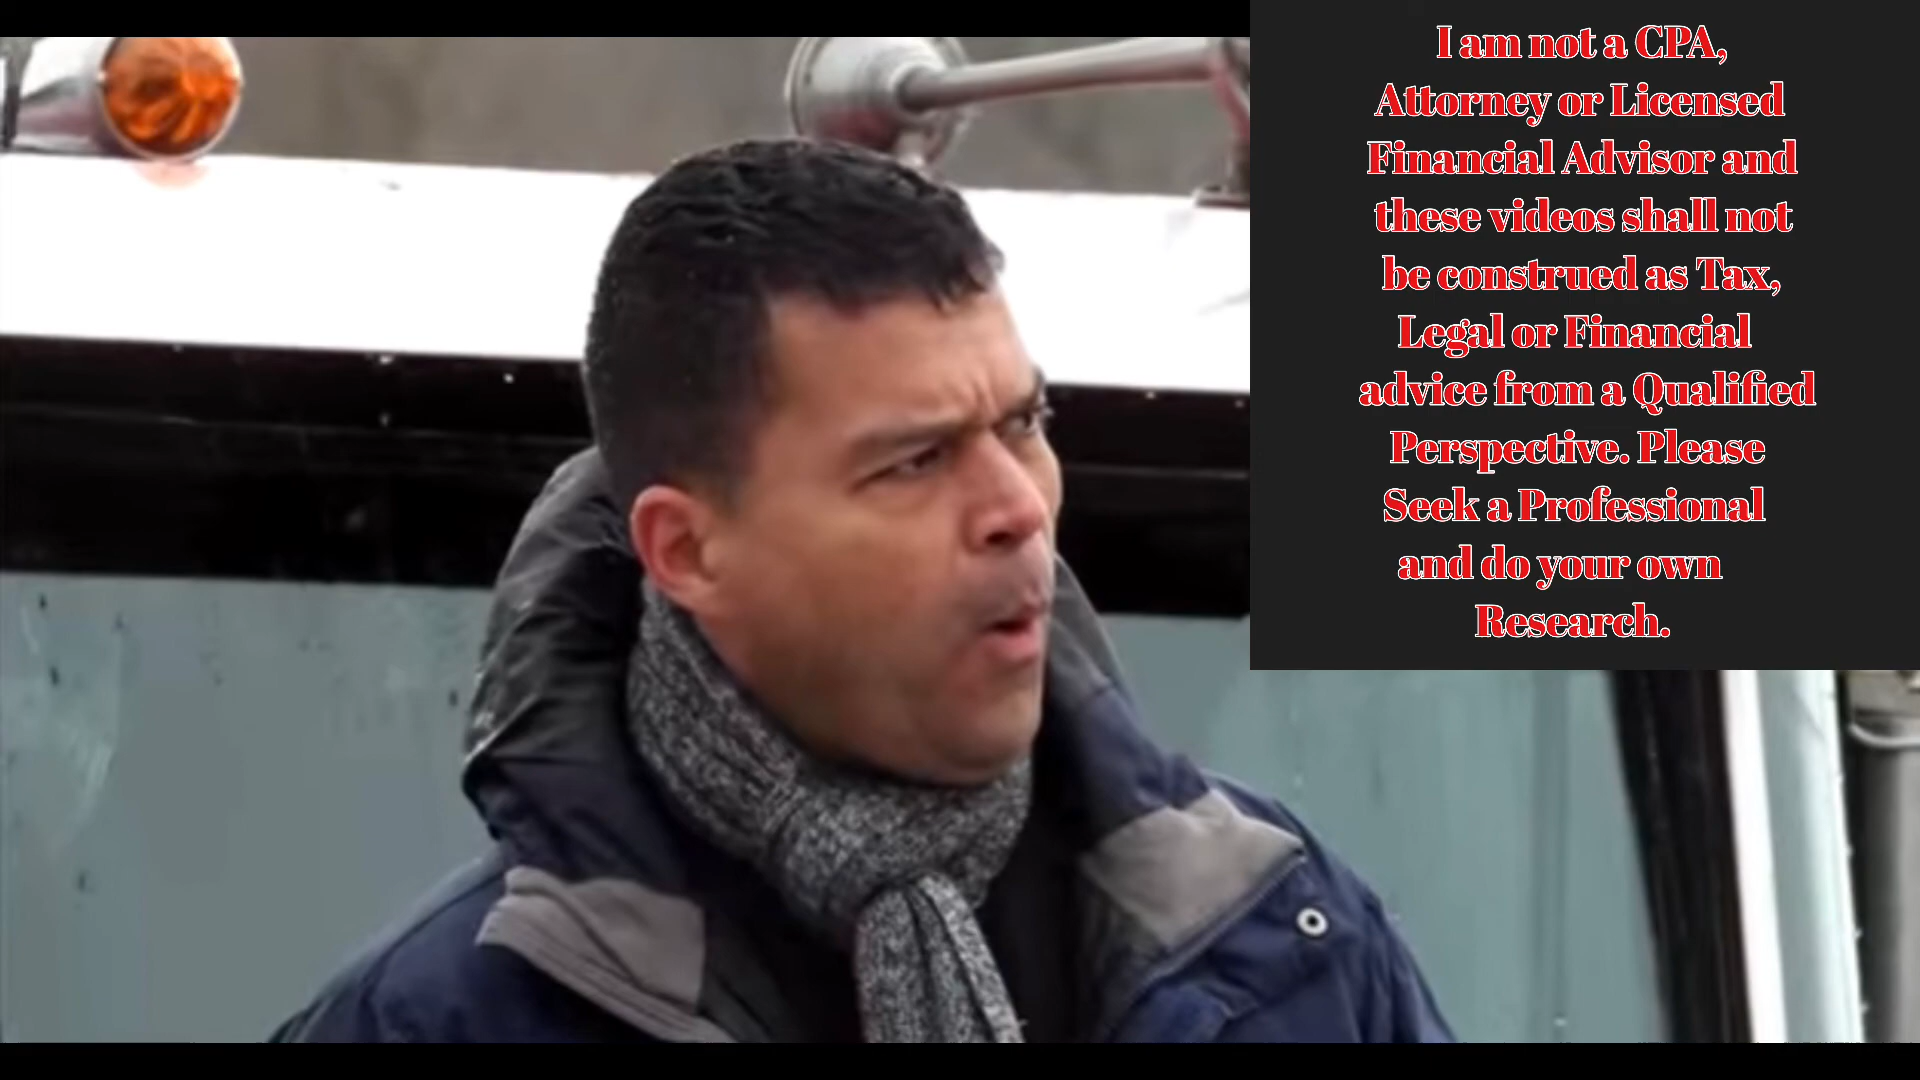 I am not a CPA,
Attorney or Licensed
Financial Advisor and
these videos shall not
be construed as Tax,
Legal or Financial
advice from a Qualified
Perspective. Please
Seek a Professional
and do your own
Research.